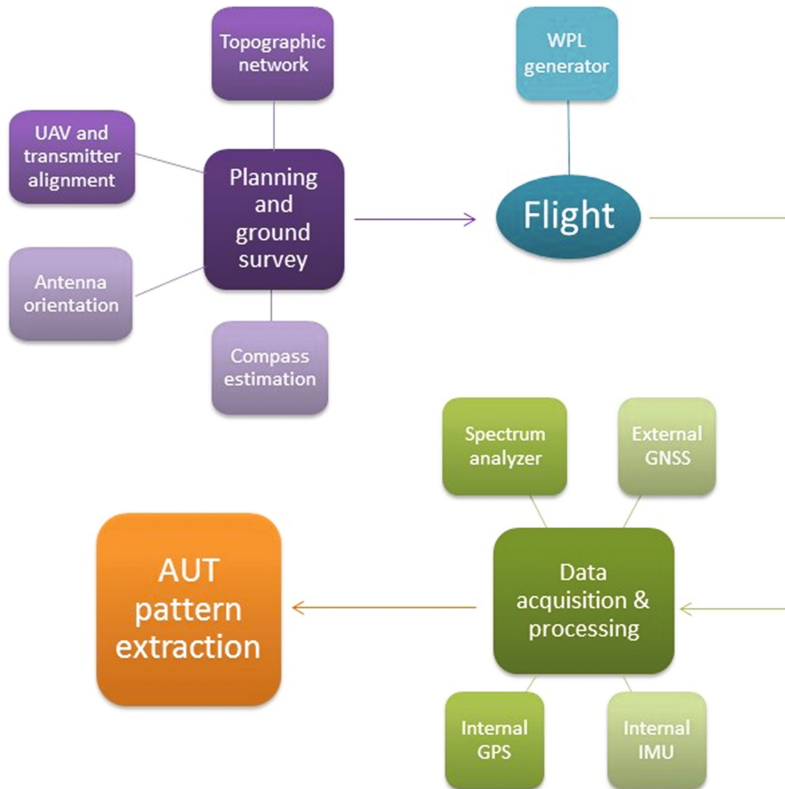 Topographic
network
UAV and
transmitter
alignment
Planning
and
ground
survey
Antenna
orientation
Compass
estimation
WPL
generator
Flight
Spectrum
analyzer
External
GNSS
Data
acquisition &
processing
Internal
GPS
Internal
IMU
AUT
pattern
extraction